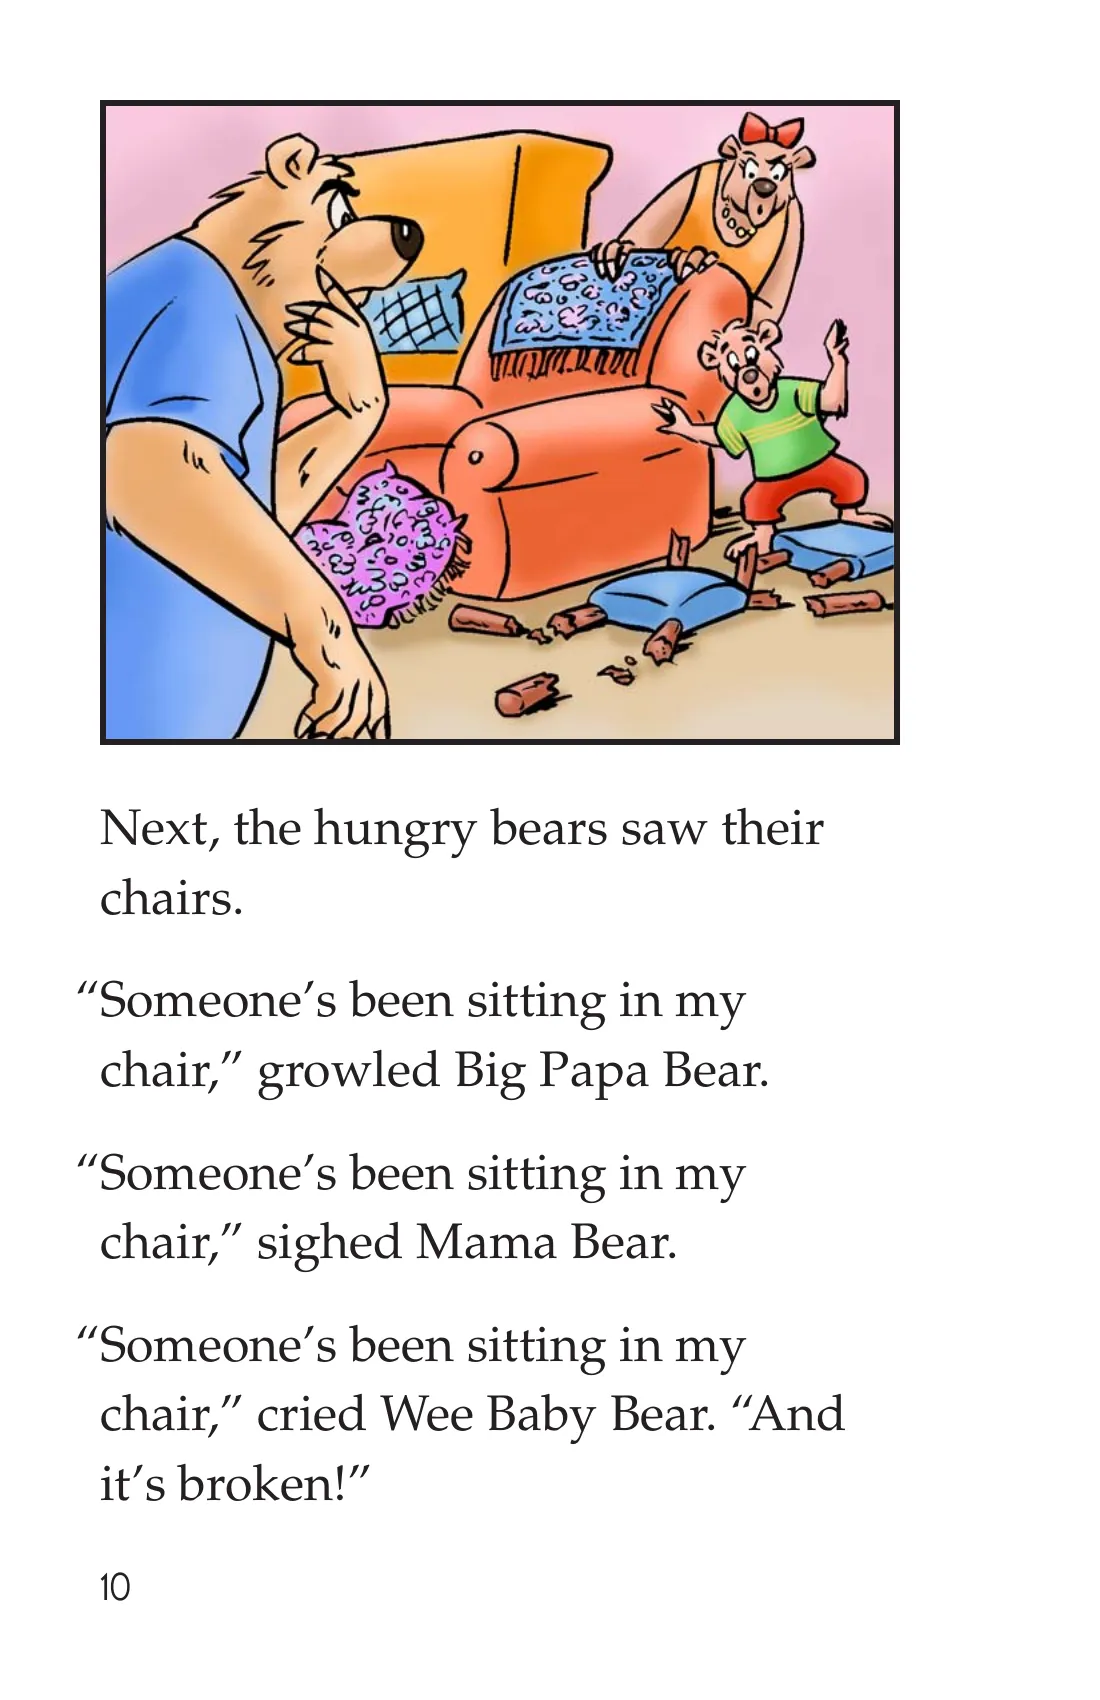 Next, the hungry bears saw their
chairs.
“Someone’s been sitting in my
chair,” growled Big Papa Bear.
“Someone’s been sitting in my
chair,” sighed Mama Bear.
“Someone’s been sitting in my
chair,” cried Wee Baby Bear. “And
it’s broken!”
10